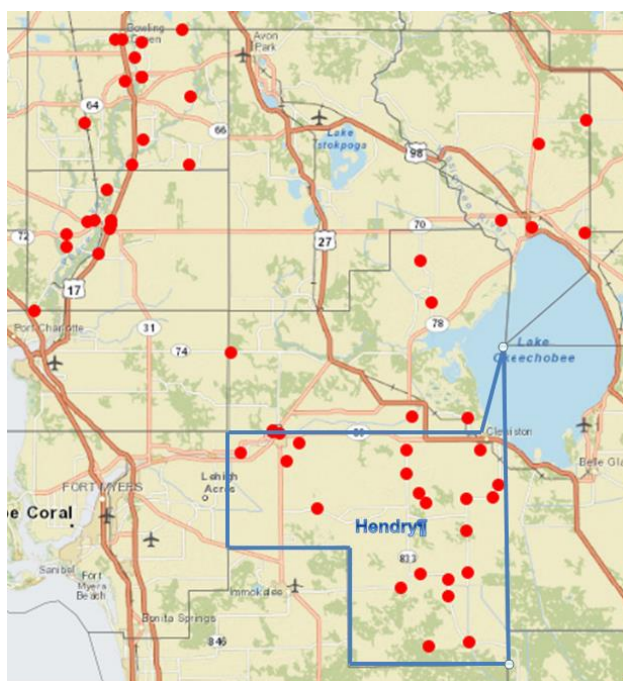 Bowling
Green
Avon
Park
64
66
Lake
Istokpoga
98
72
70
27
17
Port Charlotte
31
78
74
Lake
Okeechobee
80
Clewiston
Belle Gla
Lehigh
Acres
FORT MYERS
pe Coral
Hendry¶
833
Sanibel
Fort
Myers
Beach
Immokalee
Bonita Springs
846